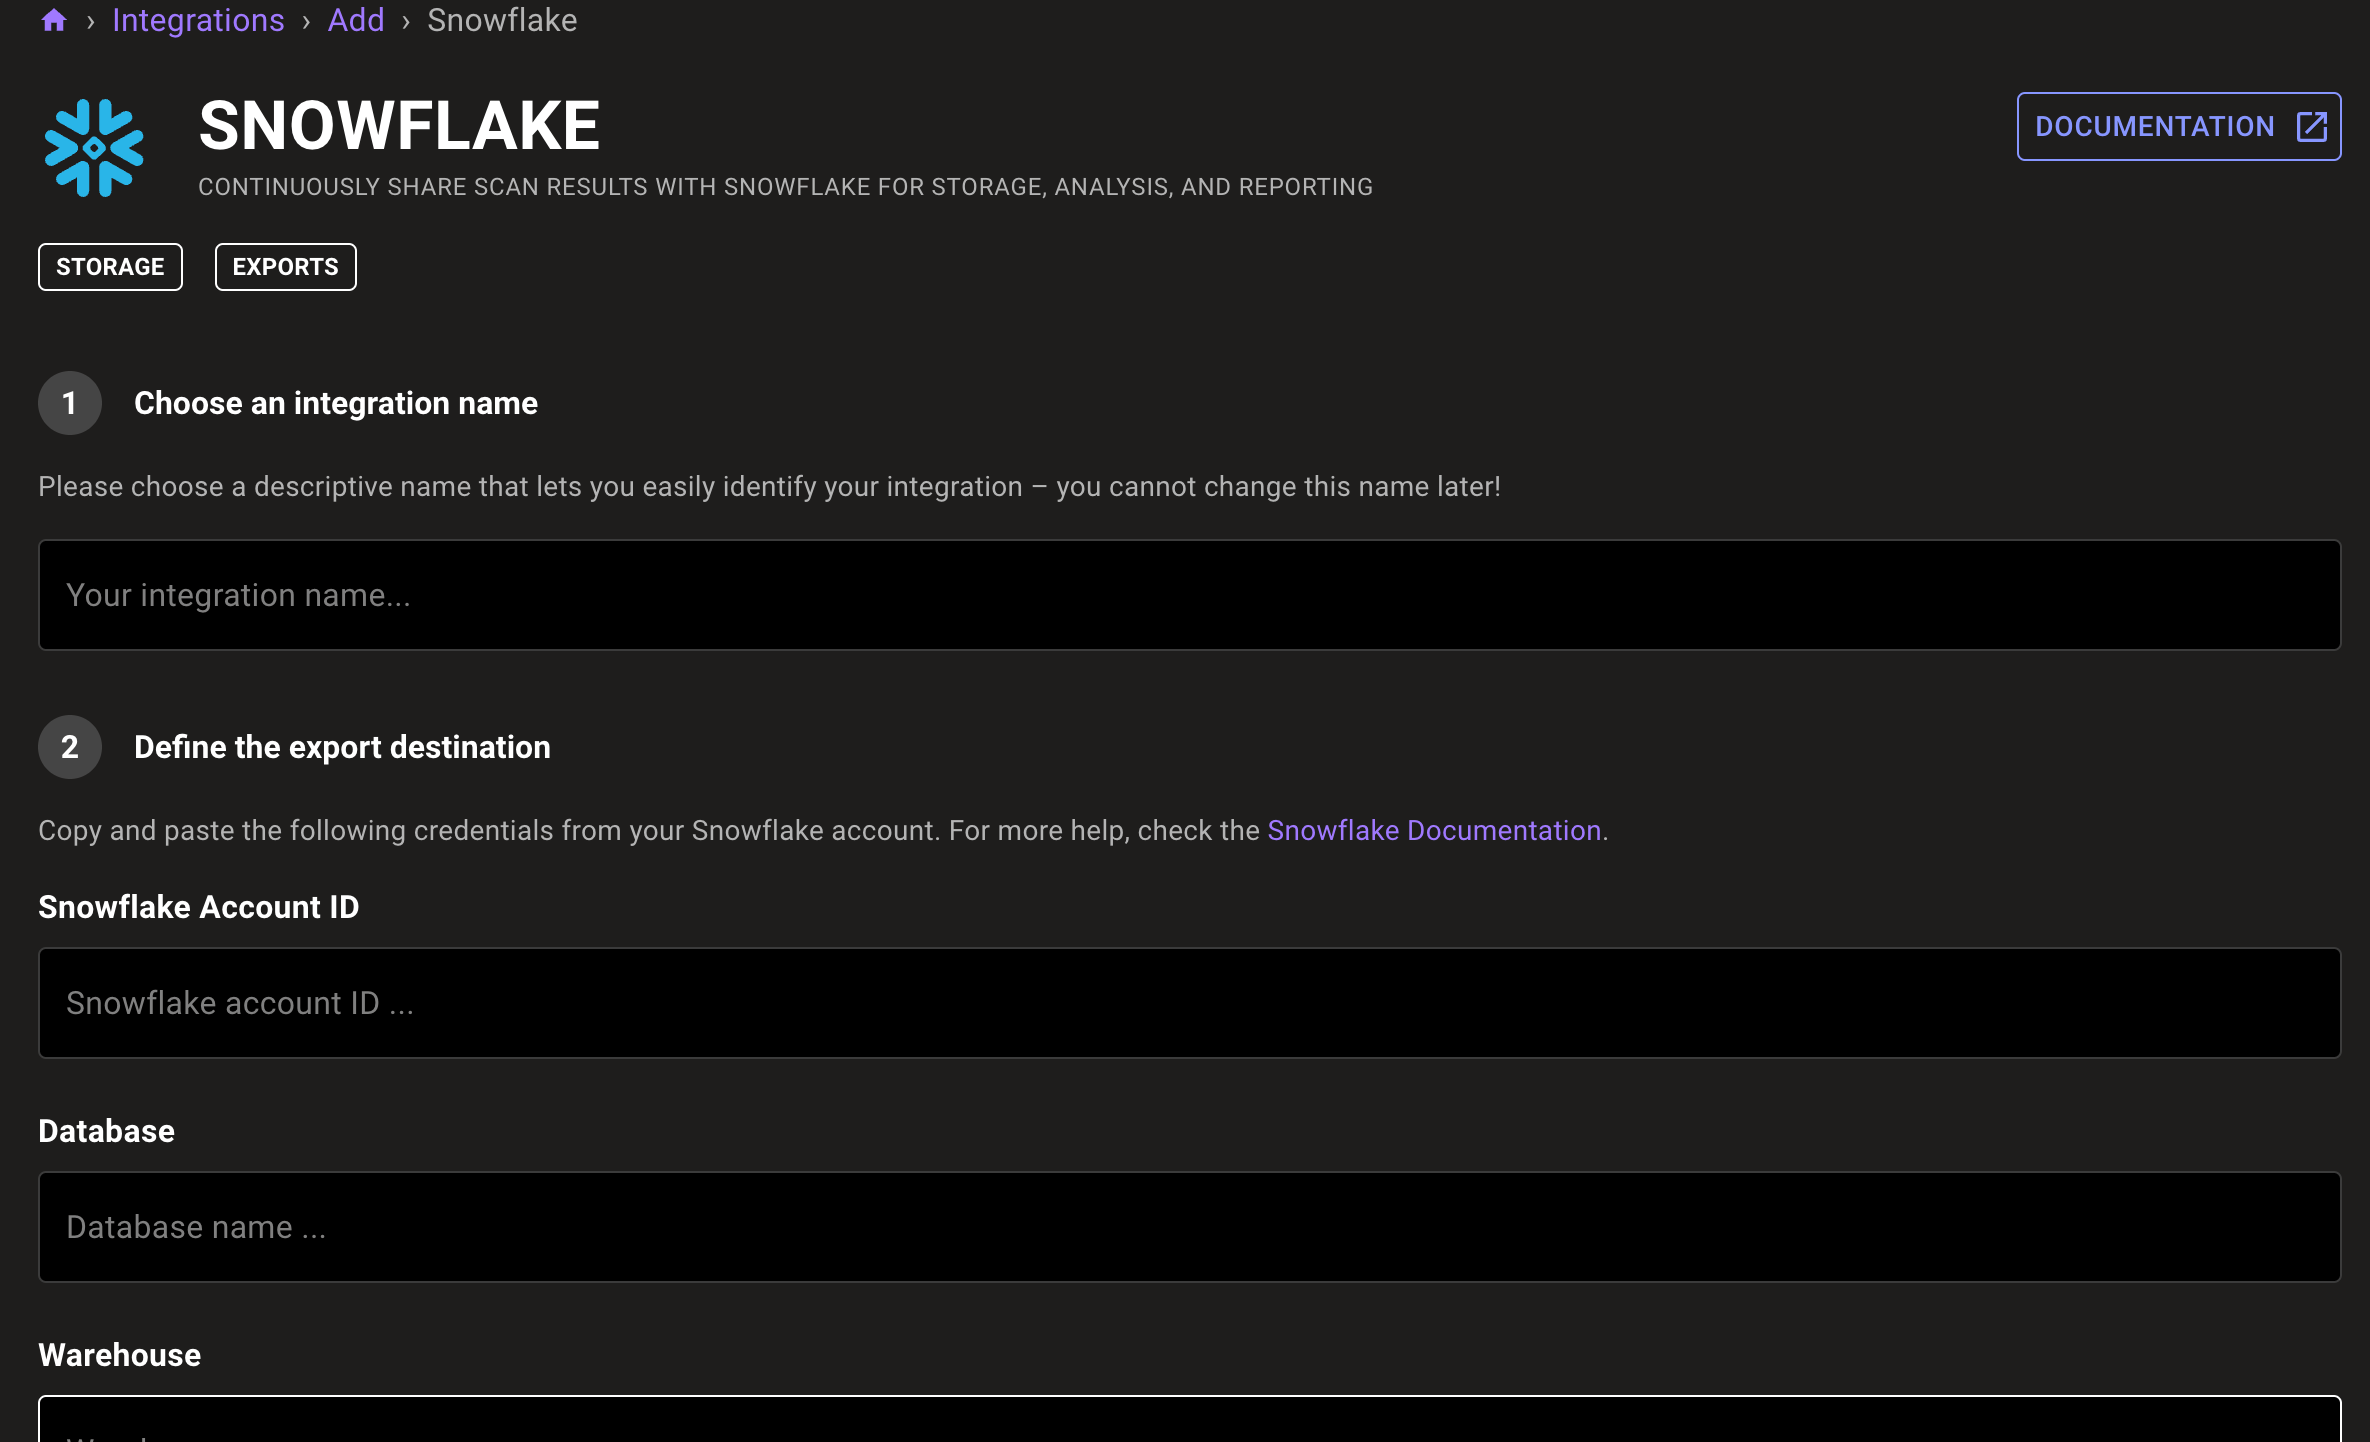 › Integrations › Add › Snowflake
SNOWFLAKE
CONTINUOUSLY SHARE SCAN RESULTS WITH SNOWFLAKE FOR STORAGE, ANALYSIS, AND REPORTING
DOCUMENTATION
STORAGE EXPORTS
1 Choose an integration name
Please choose a descriptive name that lets you easily identify your integration – you cannot change this name later!
Your integration name...
2 Define the export destination
Copy and paste the following credentials from your Snowflake account. For more help, check the Snowflake Documentation.
Snowflake Account ID
Snowflake account ID ...
Database
Database name ...
Warehouse